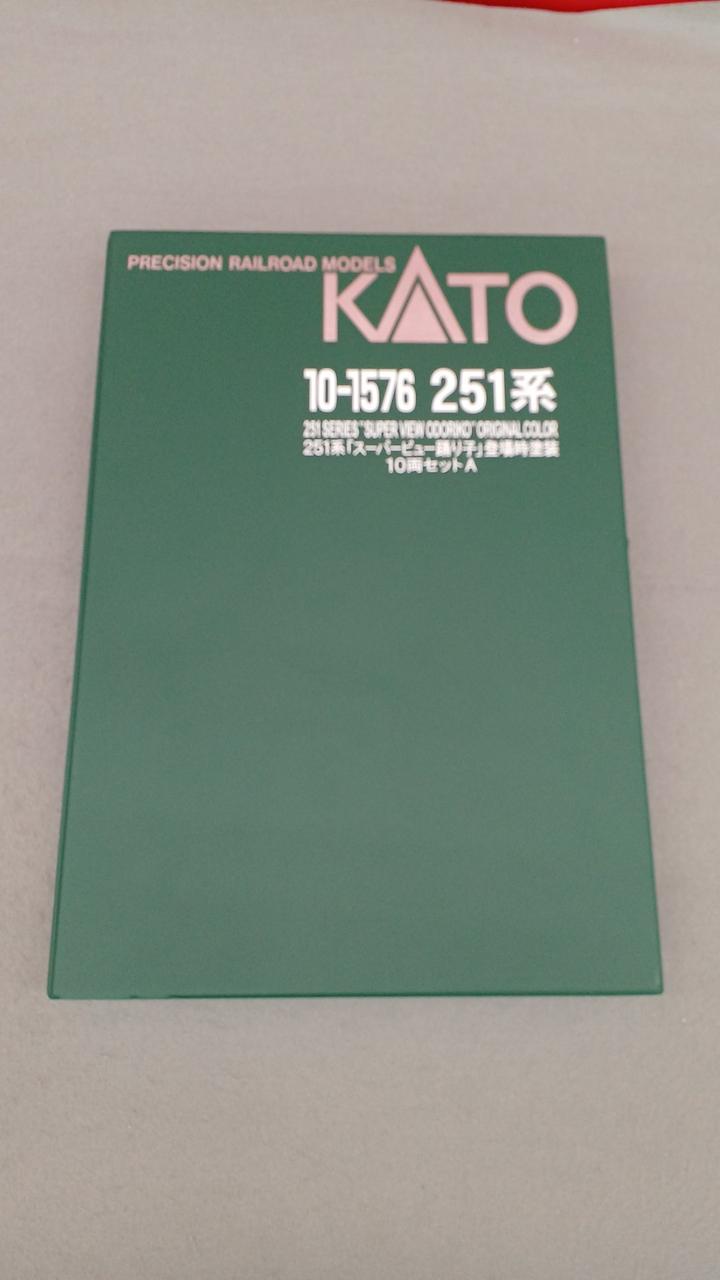 PRECISION RAILROAD MODELS
KATO
10-1576 251系
251 SERIES "SUPER VIEW ODORIKO" ORIGINAL COLOR
251系「スーパービュー踊り子」登場時塗装
10両セットA